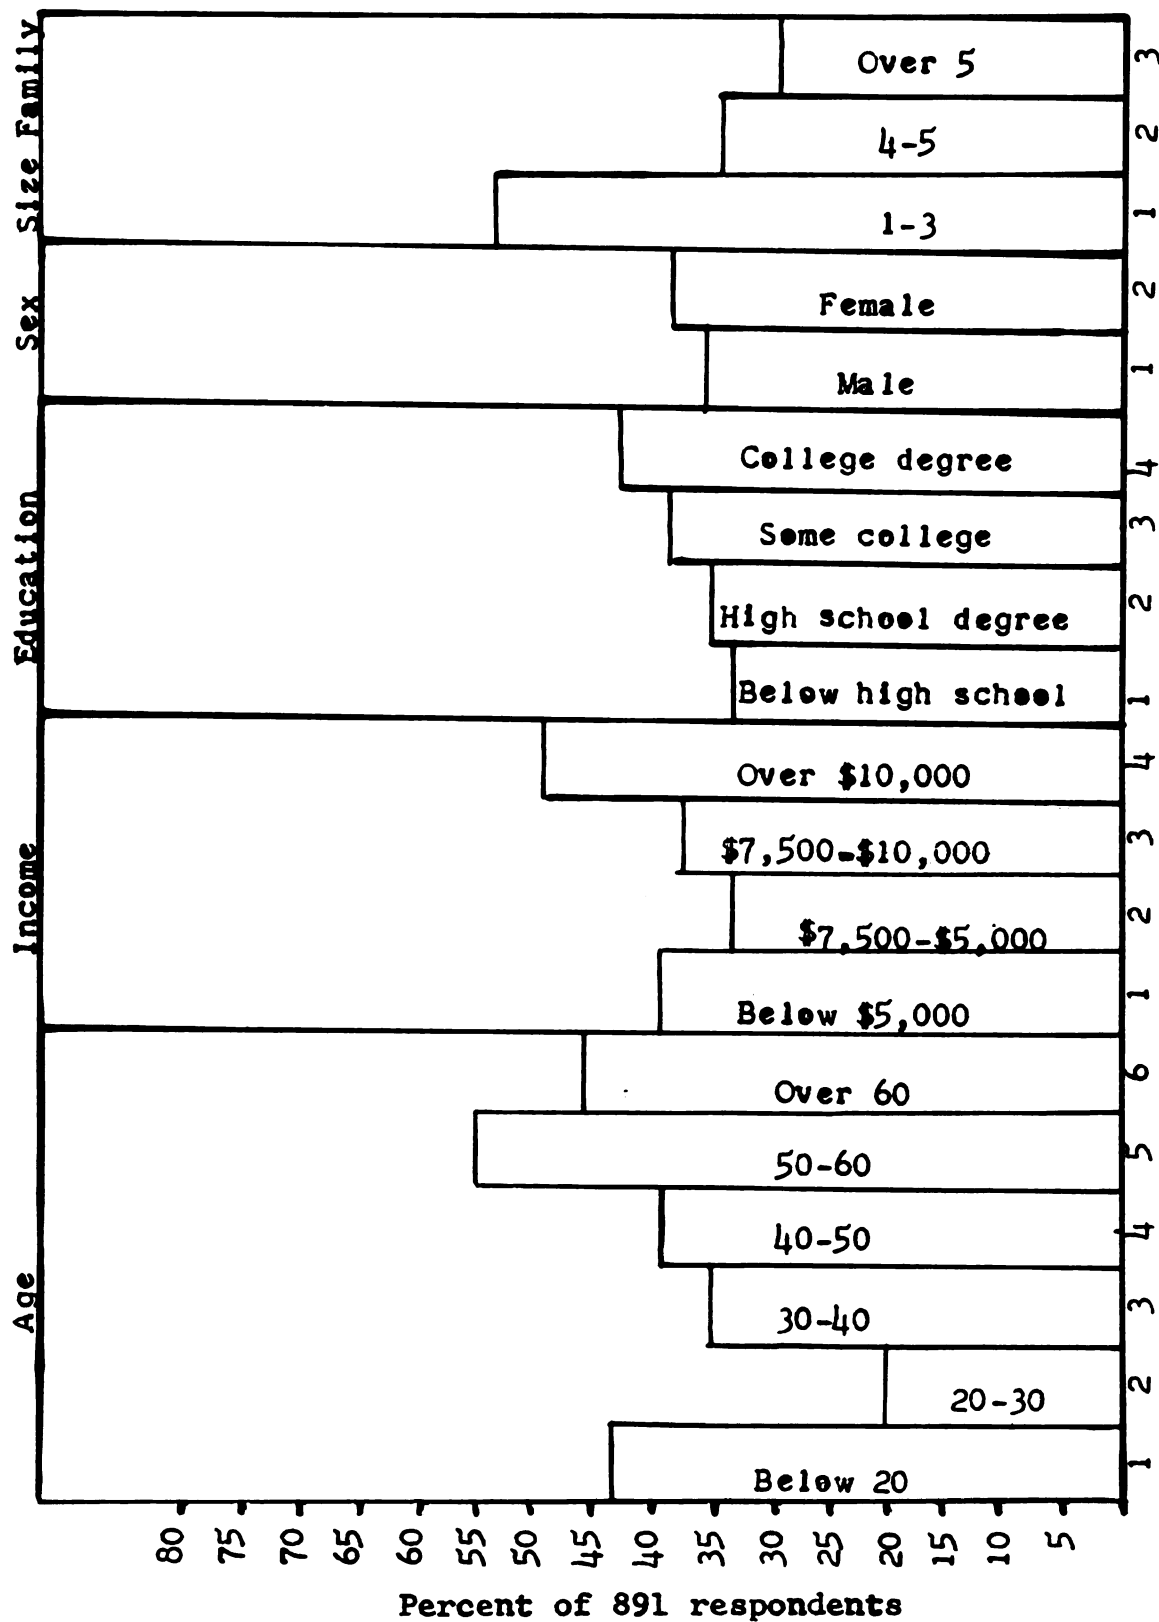 Size Family
Over 5
3
4-5
2
1-3
1
Sex
Female
2
Male
1
Education
College degree
4
Some college
3
High school degree
2
Below high school
1
Income
Over $10,000
4
$7,500-$10,000
3
$7,500-$5,000
2
Below $5,000
1
Age
Over 60
6
50-60
5
40-50
4
30-40
3
20-30
2
Below 20
1
80 75 70 65 60 55 50 45 40 35 30 25 20 15 10 5
Percent of 891 respondents